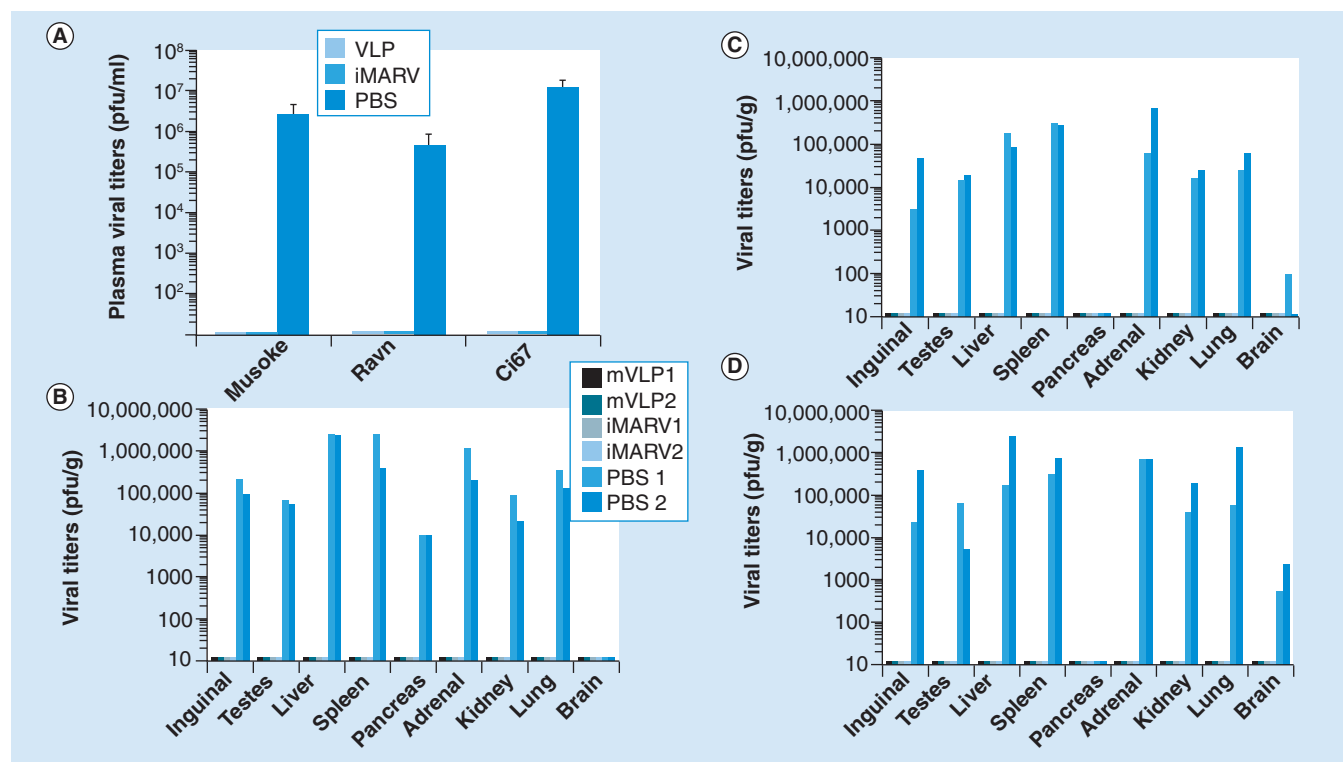 A
Plasma viral titers (pfu/ml)
10⁸
10⁷
10⁶
10⁵
10⁴
10³
10²
VLP
iMARV
PBS
Musoke
Ravn
Ci67
B
Viral titers (pfu/g)
10,000,000
1,000,000
100,000
10,000
1000
100
10
Inguinal
Testes
Liver
Spleen
Pancreas
Adrenal
Kidney
Lung
Brain
mVLP1
mVLP2
iMARV1
iMARV2
PBS 1
PBS 2
C
Viral titers (pfu/g)
10,000,000
1,000,000
100,000
10,000
1000
100
10
Inguinal
Testes
Liver
Spleen
Pancreas
Adrenal
Kidney
Lung
Brain
D
Viral titers (pfu/g)
10,000,000
1,000,000
100,000
10,000
1000
100
10
Inguinal
Testes
Liver
Spleen
Pancreas
Adrenal
Kidney
Lung
Brain